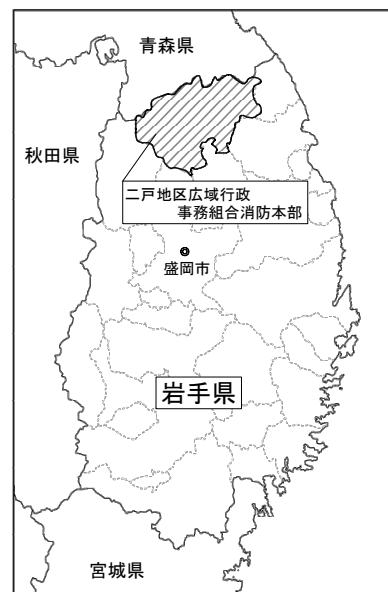 青森県
秋田県
二戸地区広域行政
事務組合消防本部
盛岡市
岩手県
宮城県